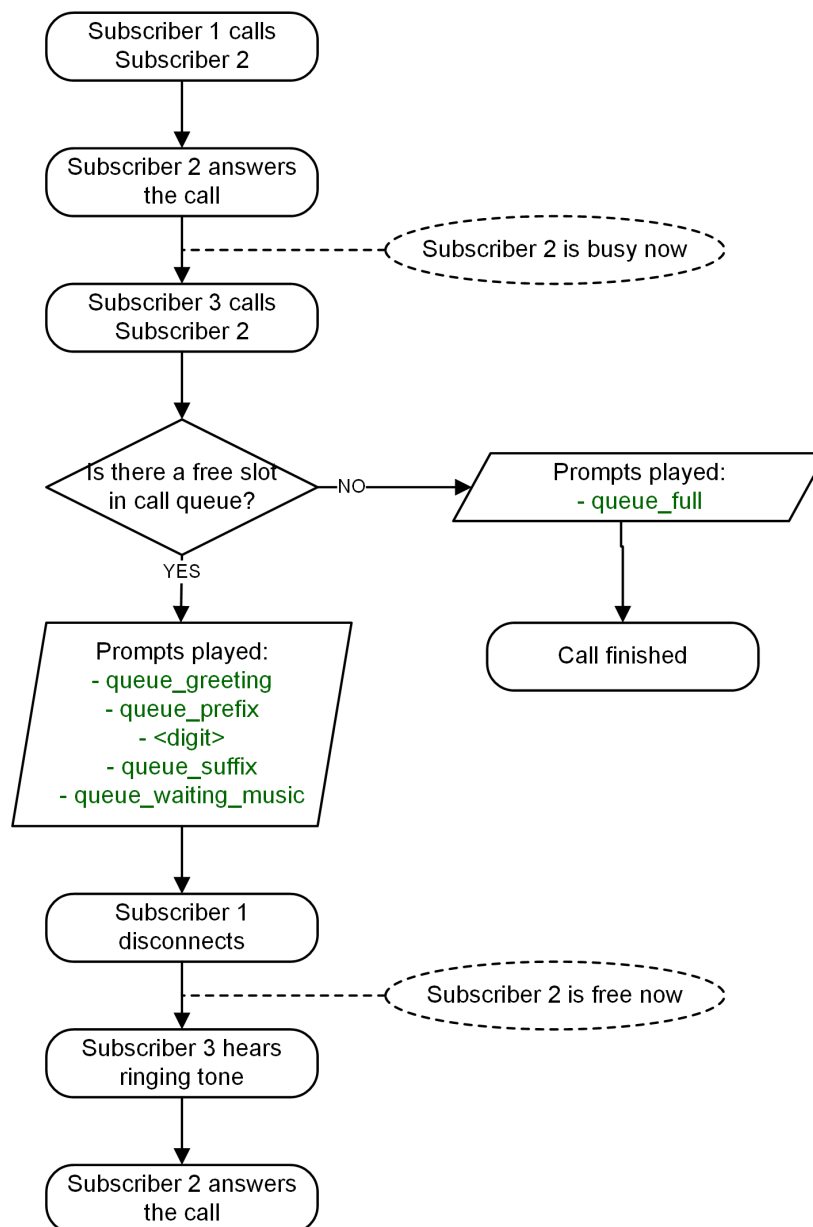 Subscriber 1 calls
Subscriber 2
Subscriber 2 answers
the call
Subscriber 2 is busy now
Subscriber 3 calls
Subscriber 2
Is there a free slot
in call queue?
NO
Prompts played:
- queue_full
YES
Call finished
Prompts played:
- queue_greeting
- queue_prefix
- <digit>
- queue_suffix
- queue_waiting_music
Subscriber 1
disconnects
Subscriber 2 is free now
Subscriber 3 hears
ringing tone
Subscriber 2 answers
the call